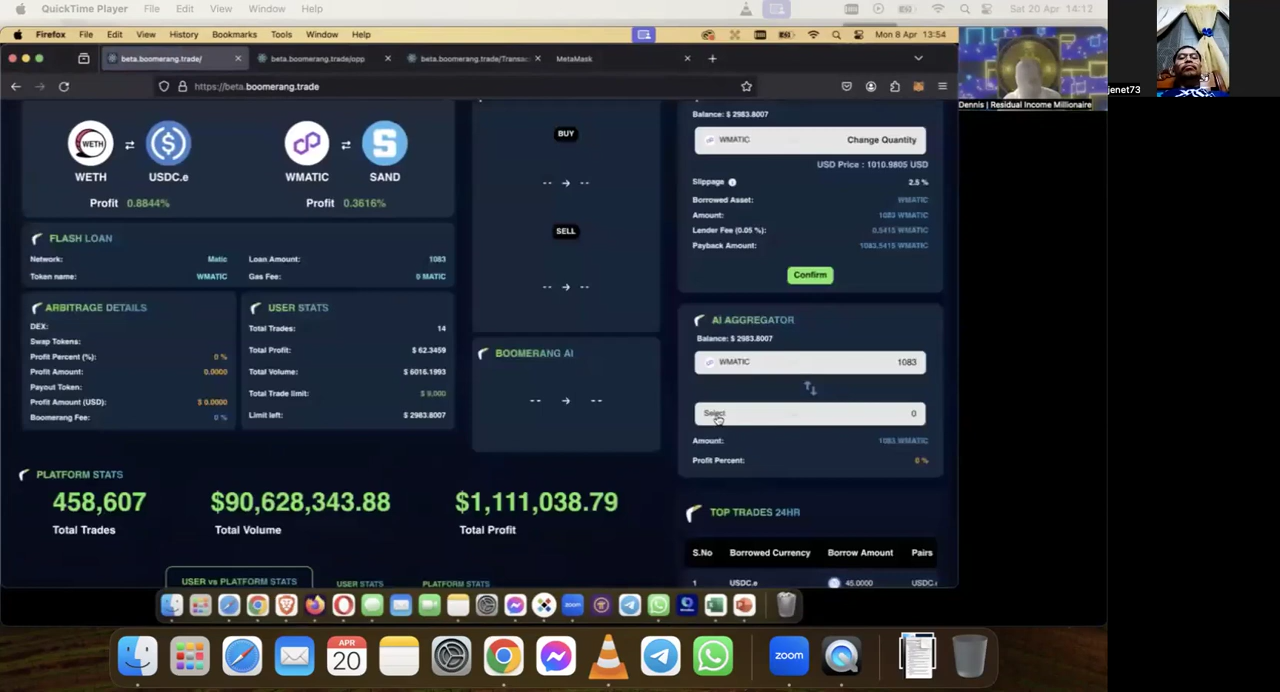 QuickTime Player File Edit View Window Help
Sat 20 Apr 14:12
Firefox File Edit View History Bookmarks Tools Window Help
Mon 8 Apr 13:54
beta.boomerang.trade/
beta.boomerang.trade/opp
beta.boomerang.trade/Transac
MetaMask
https://beta.boomerang.trade
WETH
WETH
USDC.e
Profit 0.8844%
WMATIC
SAND
Profit 0.3616%
FLASH LOAN
Network: Matic
Loan Amount: 1083
Token name: WMATIC
Gas Fee: 0 MATIC
ARBITRAGE DETAILS
DEX:
Swap Tokens:
Profit Percent (%): 0 %
Profit Amount: 0.0000
Payout Token:
Profit Amount (USD): $ 0.0000
Boomerang Fee: 0 %
USER STATS
Total Trades: 14
Total Profit: $ 62.3459
Total Volume: $ 6016.1993
Total Trade limit: $ 9,000
Limit left: $ 2983.8007
BUY
-- → --
SELL
-- → --
BOOMERANG AI
-- → --
Balance: $ 2983.8007
WMATIC Change Quantity
USD Price : 1010.9805 USD
Slippage 2.5 %
Borrowed Asset: WMATIC
Amount: 1083 WMATIC
Lender Fee (0.05 %): 0.5415 WMATIC
Payback Amount: 1083.5415 WMATIC
Confirm
AI AGGREGATOR
Balance: $ 2983.8007
WMATIC 1083
Select 0
Amount: 1083 WMATIC
Profit Percent: 0 %
PLATFORM STATS
458,607
Total Trades
$90,628,343.88
Total Volume
$1,111,038.79
Total Profit
USER vs PLATFORM STATS
USER STATS
PLATFORM STATS
TOP TRADES 24HR
S.No Borrowed Currency Borrow Amount Pairs
1 USDC.e 45.0000
Dennis | Residual Income Millionaire
jenet73
zoom
APR
20
zoom